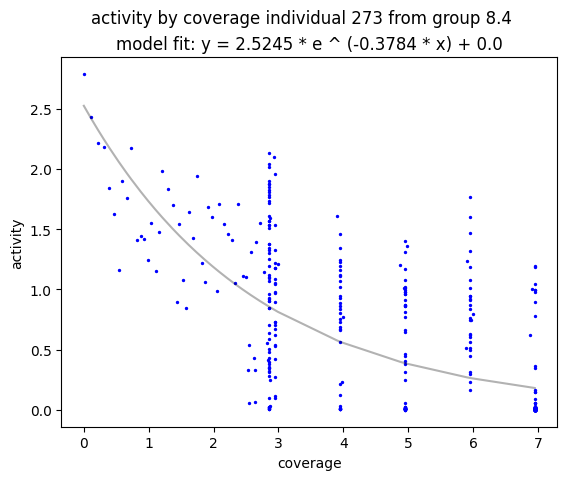 activity by coverage individual 273 from group 8.4
model fit: y = 2.5245 * e ^ (-0.3784 * x) + 0.0
2.5
2.0
1.5
1.0
0.5
0.0
activity
0 1 2 3 4 5 6 7
coverage